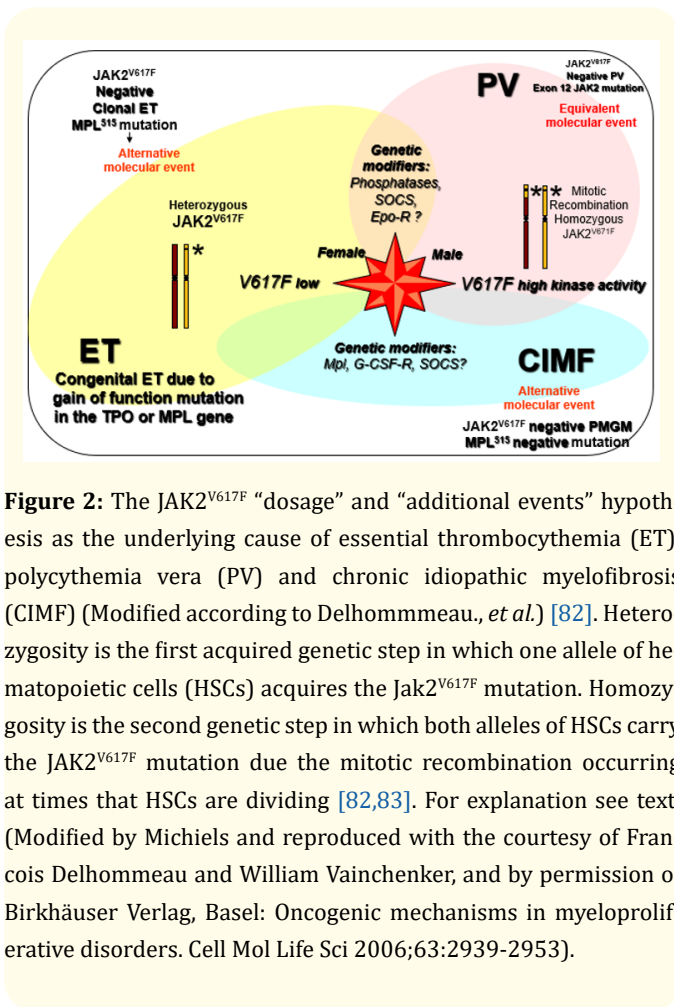 JAK2V617F
Negative
Clonal ET
MPL515 mutation
Alternative
molecular event
PV
JAK2V617F
Negative PV
Exon 12 JAK2 mutation
Equivalent
molecular event
Genetic
modifiers:
Phosphatases,
SOCS,
Epo-R ?
Heterozygous
JAK2V617F
*
* *
Mitotic
Recombination
Homozygous
JAK2V671F
Female
Male
V617F low
V617F high kinase activity
ET
Congenital ET due to
gain of function mutation
in the TPO or MPL gene
Genetic modifiers:
Mpl, G-CSF-R, SOCS?
CIMF
Alternative
molecular event
JAK2V617F negative PMGM
MPL515 negative mutation
Figure 2: The JAK2V617F “dosage” and “additional events” hypoth
esis as the underlying cause of essential thrombocythemia (ET)
polycythemia vera (PV) and chronic idiopathic myelofibrosis
(CIMF) (Modified according to Delhommmeau., et al.) [82]. Hetero
zygosity is the first acquired genetic step in which one allele of he
matopoietic cells (HSCs) acquires the Jak2V617F mutation. Homozy
gosity is the second genetic step in which both alleles of HSCs carry
the JAK2V617F mutation due the mitotic recombination occurring
at times that HSCs are dividing [82,83]. For explanation see text
(Modified by Michiels and reproduced with the courtesy of Fran
cois Delhommeau and William Vainchenker, and by permission o
Birkhäuser Verlag, Basel: Oncogenic mechanisms in myeloprolif
erative disorders. Cell Mol Life Sci 2006;63:2939-2953).